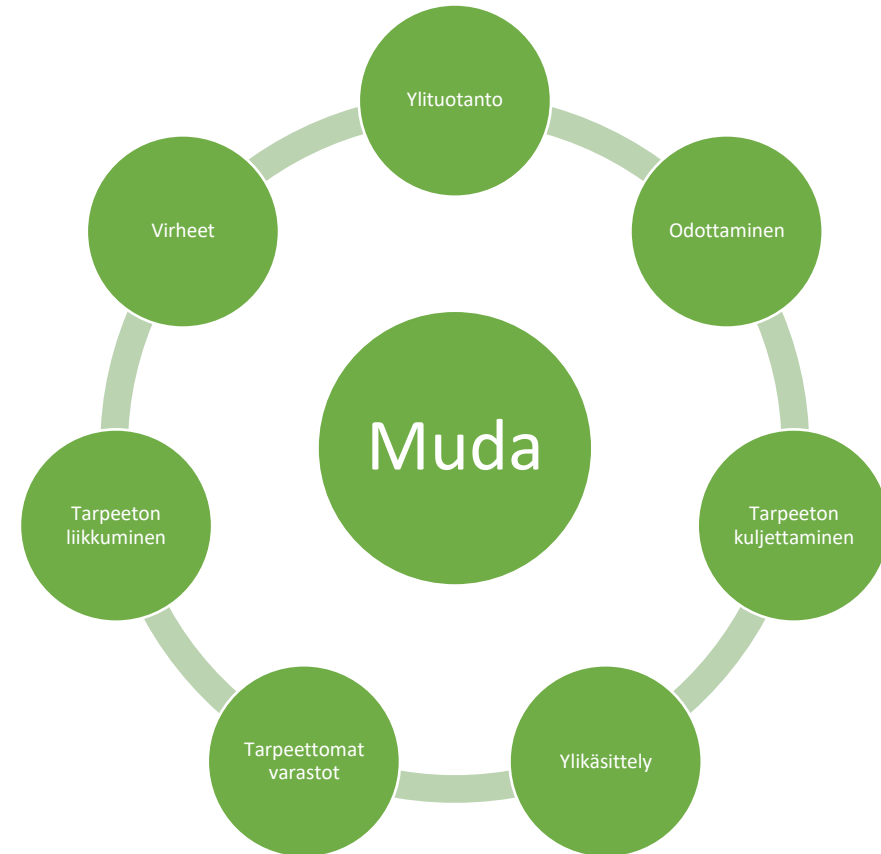 Ylituotanto
Odottaminen
Tarpeeton
kuljettaminen
Ylikäsittely
Tarpeettomat
varastot
Tarpeeton
liikkuminen
Virheet
Muda